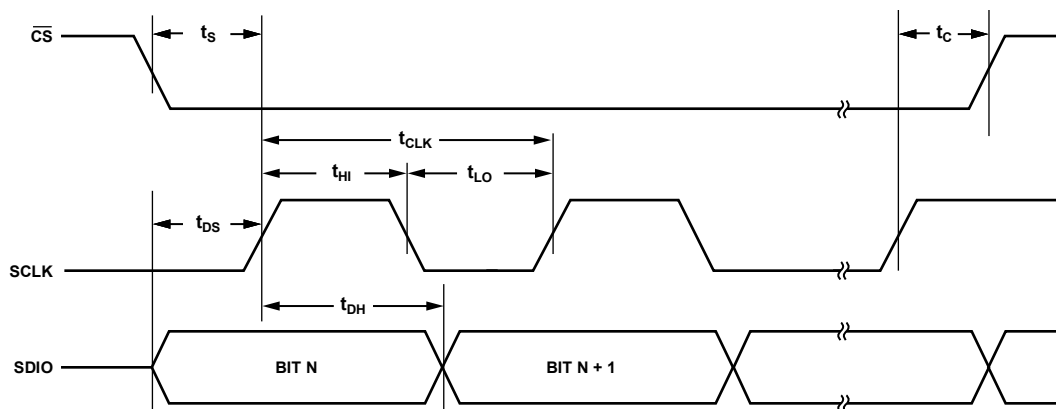 CS
tS
tC
tCLK
tHI
tLO
tDS
SCLK
tDH
SDIO
BIT N
BIT N + 1